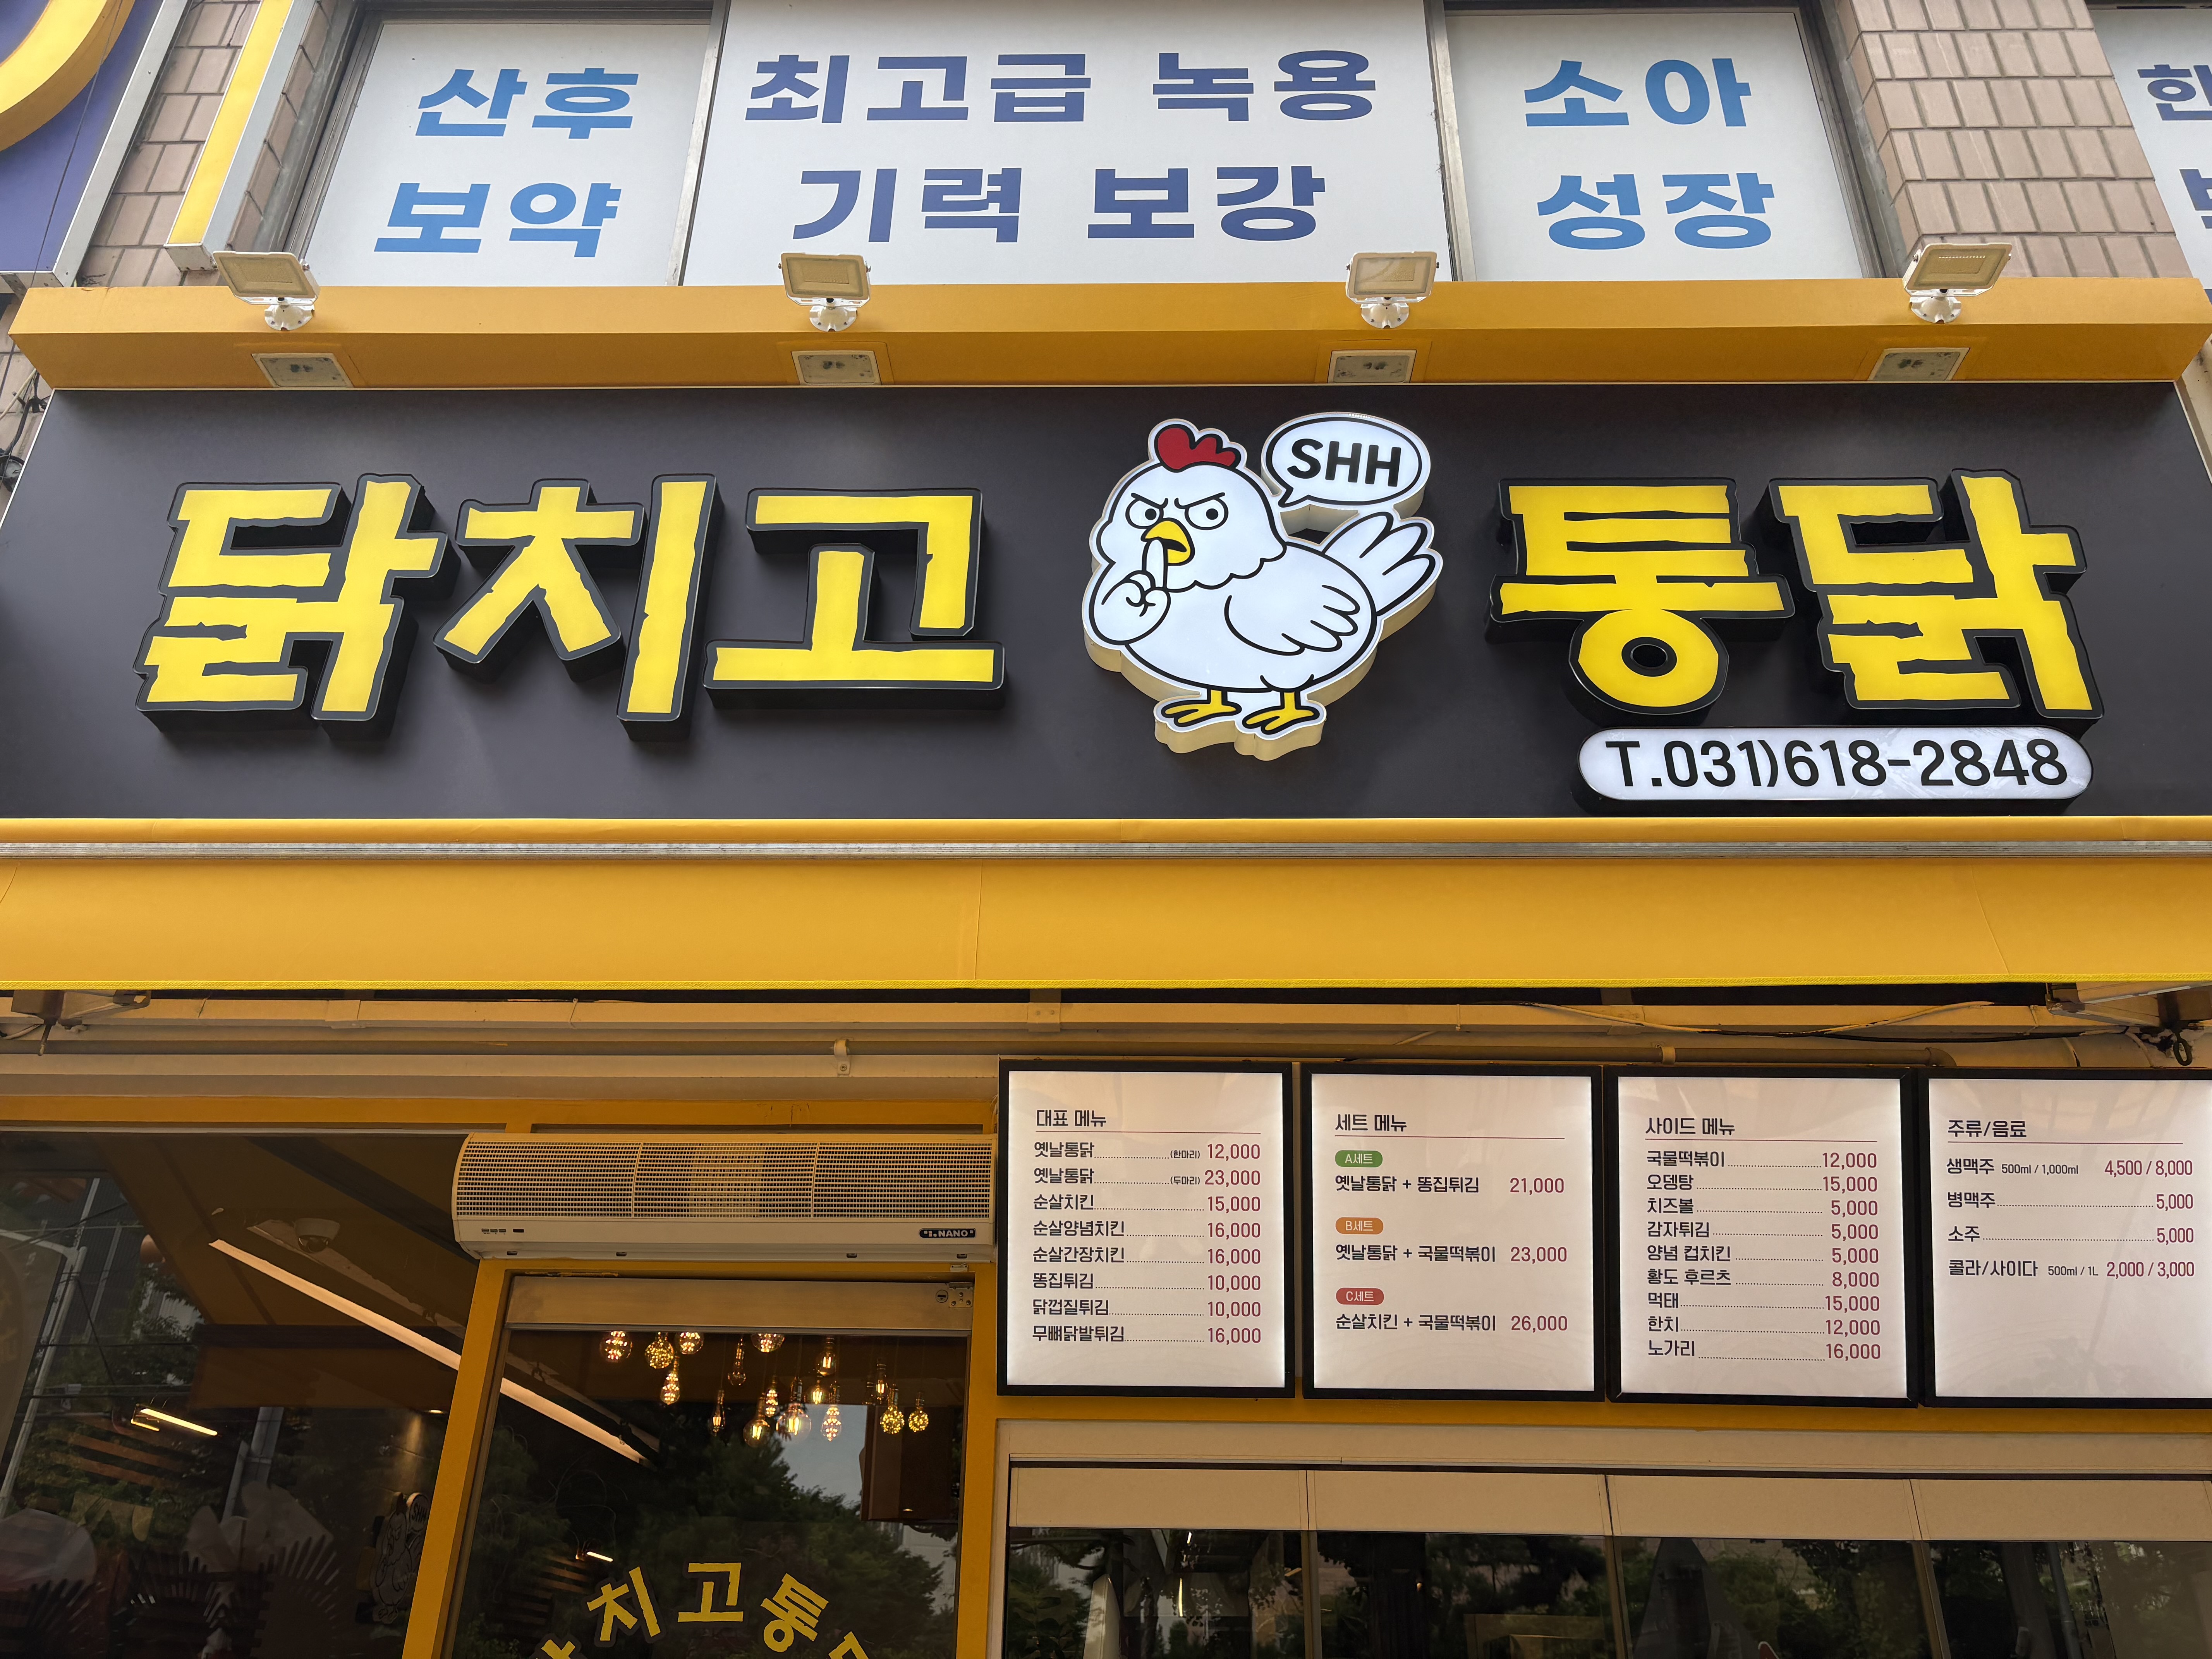 산후
보약
최고급 녹용
기력 보강
소아
성장
한
닭치고
SHH
통닭
T.031)618-2848
대표 메뉴
옛날통닭 (한마리) 12,000
옛날통닭 (두마리) 23,000
순살치킨 15,000
순살양념치킨 16,000
순살간장치킨 16,000
똥집튀김 10,000
닭껍질튀김 10,000
무뼈닭발튀김 16,000
세트 메뉴
A세트
옛날통닭 + 똥집튀김 21,000
B세트
옛날통닭 + 국물떡볶이 23,000
C세트
순살치킨 + 국물떡볶이 26,000
사이드 메뉴
국물떡볶이 12,000
오뎅탕 15,000
치즈볼 5,000
감자튀김 5,000
양념 컵치킨 5,000
황도 후르츠 8,000
먹태 15,000
한치 12,000
노가리 16,000
주류/음료
생맥주 500ml / 1,000ml 4,500 / 8,000
병맥주 5,000
소주 5,000
콜라/사이다 500ml / 1L 2,000 / 3,000
I.NANO
치고통